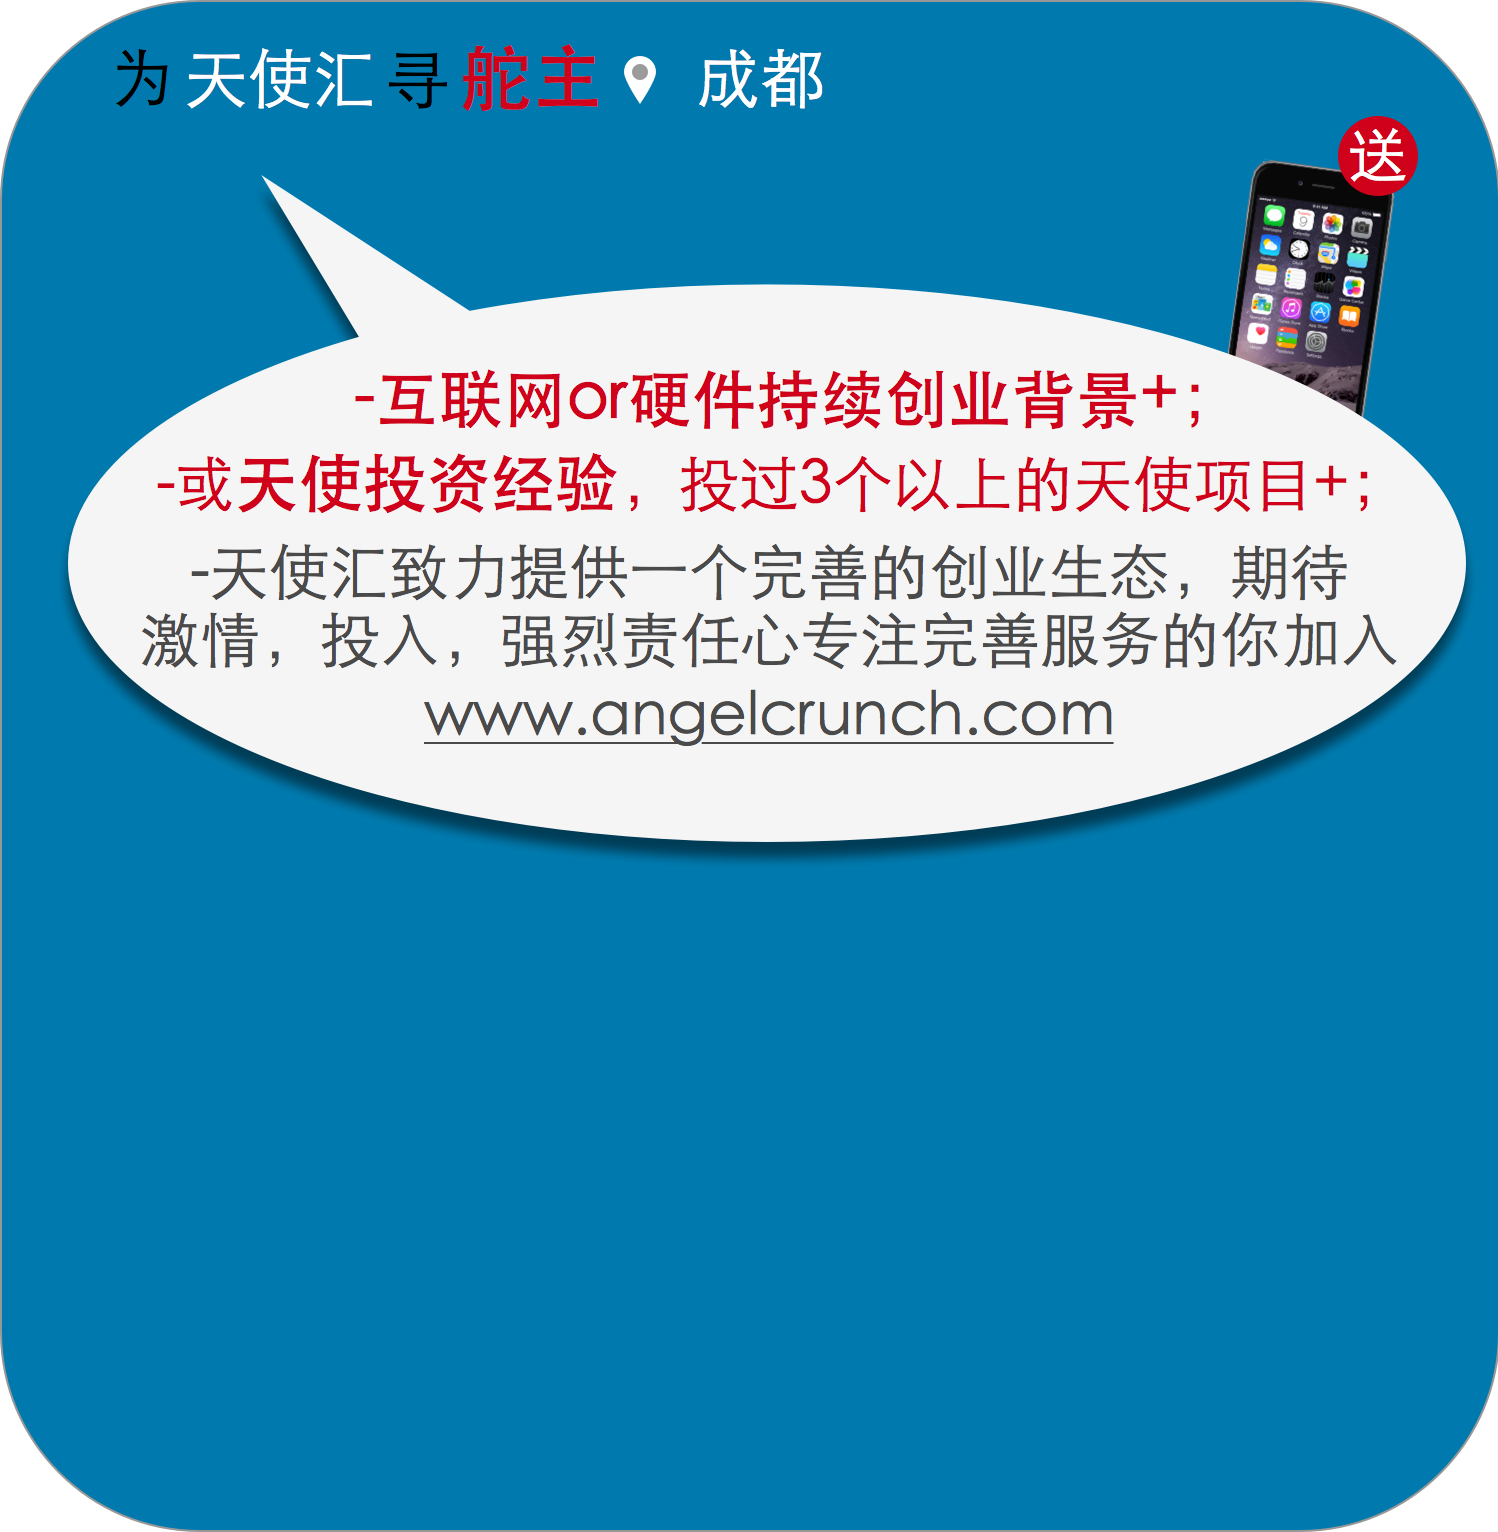 为 天使汇 寻 舵主 成都
送
-互联网or硬件持续创业背景+；
-或天使投资经验，投过3个以上的天使项目+；
-天使汇致力提供一个完善的创业生态，期待
激情，投入，强烈责任心专注完善服务的你加入
www.angelcrunch.com